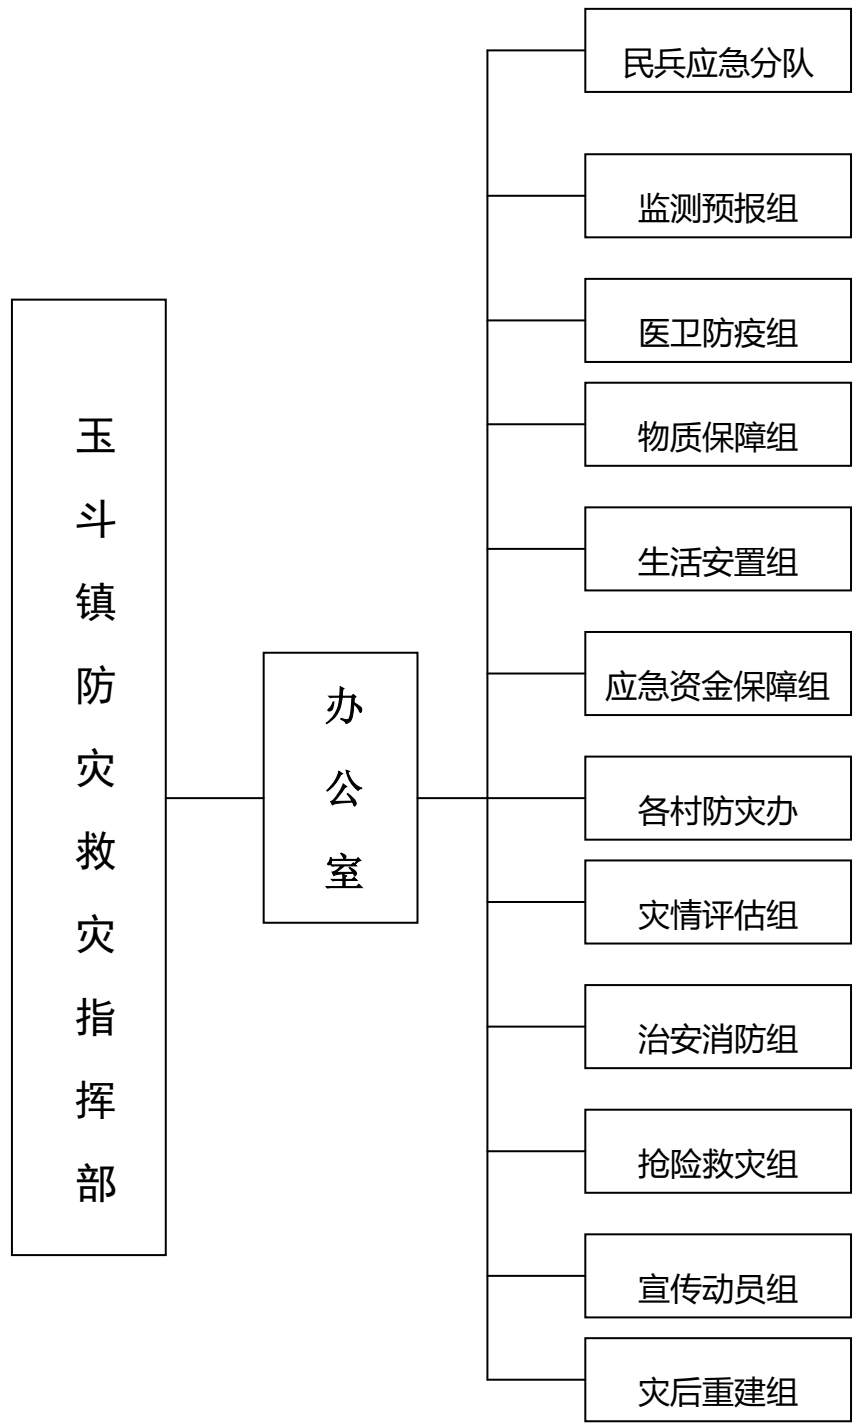 玉斗镇防灾救灾指挥部
办公室
民兵应急分队
监测预报组
医卫防疫组
物质保障组
生活安置组
应急资金保障组
各村防灾办
灾情评估组
治安消防组
抢险救灾组
宣传动员组
灾后重建组